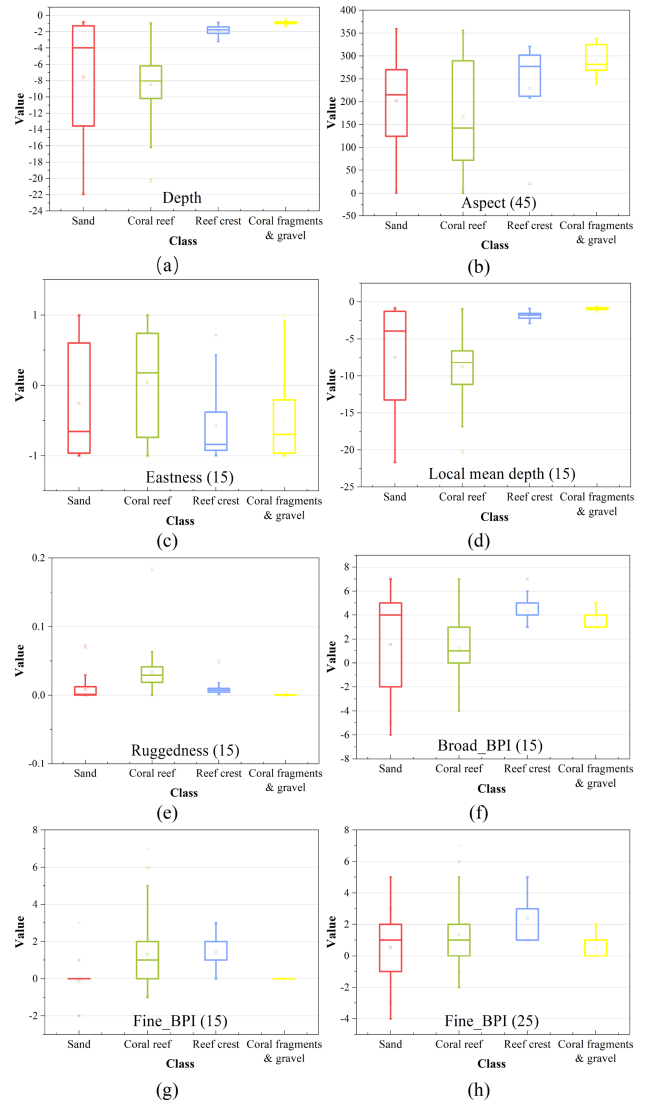 0
-2
-4
-6
-8
-10
-12
-14
-16
-18
-20
-22
-24
Value
Depth
Sand
Coral reef
Reef crest
Coral fragments
& gravel
Class
(a)
400
350
300
250
200
150
100
50
0
-50
Value
Aspect (45)
Sand
Coral reef
Reef crest
Coral fragments
& gravel
Class
(b)
1
0
-1
Value
Eastness (15)
Sand
Coral reef
Reef crest
Coral fragments
& gravel
Class
(c)
0
-5
-10
-15
-20
-25
Value
Local mean depth (15)
Sand
Coral reef
Reef crest
Coral fragments
& gravel
Class
(d)
0.2
0.1
0.0
-0.1
Value
Ruggedness (15)
Sand
Coral reef
Reef crest
Coral fragments
& gravel
Class
(e)
8
6
4
2
0
-2
-4
-6
-8
Value
Broad_BPI (15)
Sand
Coral reef
Reef crest
Coral fragments
& gravel
Class
(f)
8
6
4
2
0
-2
Value
Fine_BPI (15)
Sand
Coral reef
Reef crest
Coral fragments
& gravel
Class
(g)
8
6
4
2
0
-2
-4
Value
Fine_BPI (25)
Sand
Coral reef
Reef crest
Coral fragments
& gravel
Class
(h)